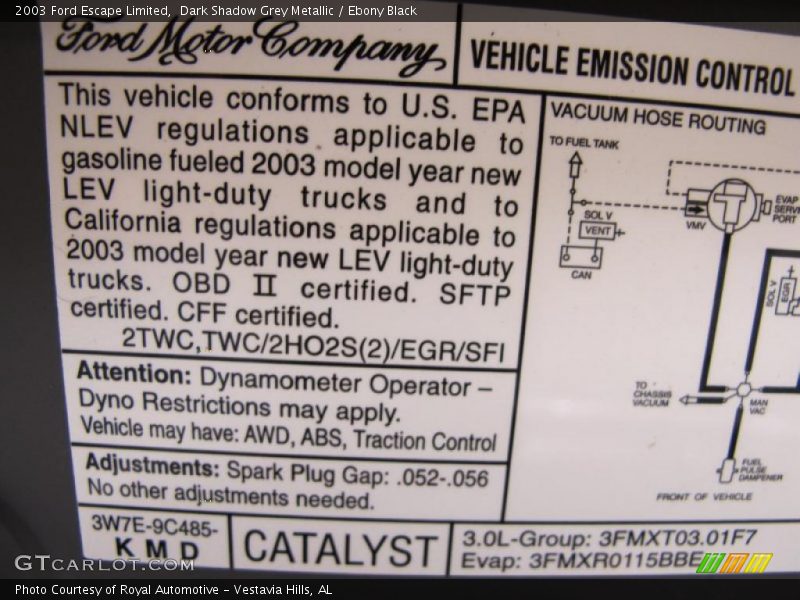 2003 Ford Escape Limited,  Dark Shadow Grey Metallic / Ebony Black
Ford Motor Company
VEHICLE EMISSION CONTROL
This vehicle conforms to U.S. EPA
NLEV regulations applicable to
gasoline fueled 2003 model year new
LEV light-duty trucks and to
California regulations applicable to
2003 model year new LEV light-duty
trucks. OBD II certified. SFTP
certified. CFF certified.
2TWC,TWC/2HO2S(2)/EGR/SFI
Attention: Dynamometer Operator –
Dyno Restrictions may apply.
Vehicle may have: AWD, ABS, Traction Control
Adjustments: Spark Plug Gap: .052-.056
No other adjustments needed.
3W7E-9C485-
K M D
CATALYST
3.0L-Group: 3FMXT03.01F7
Evap: 3FMXR0115BBE
VACUUM HOSE ROUTING
TO FUEL TANK
SOL V
VENT
CAN
VMV
EVAP
SERV
PORT
SOL V
EGR
TO
CHASSIS
VACUUM
MAN
VAC
FUEL
PULSE
DAMPENER
FRONT OF VEHICLE
GTCARLOT.COM
Photo Courtesy of Royal Automotive – Vestavia Hills, AL